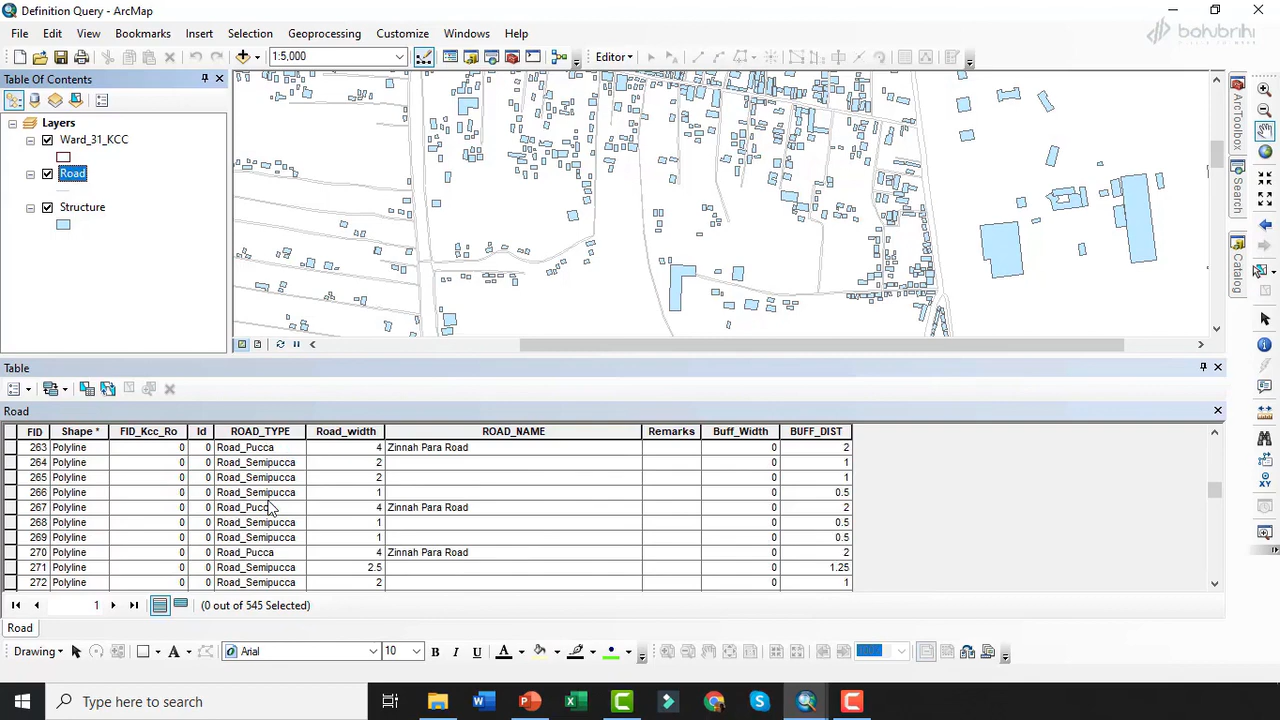 Definition Query - ArcMap
bohubrihi
File Edit View Bookmarks Insert Selection Geoprocessing Customize Windows Help
1:5,000 Editor
Table Of Contents
Layers
Ward_31_KCC
Road
Structure
ArcToolbox
Search
Catalog
Table
Road
FID Shape * FID_Kcc_Ro Id ROAD_TYPE Road_width ROAD_NAME Remarks Buff_Width BUFF_DIST
263 Polyline 0 0 Road_Pucca 4 Zinnah Para Road 0 2
264 Polyline 0 0 Road_Semipucca 2 0 1
265 Polyline 0 0 Road_Semipucca 2 0 1
266 Polyline 0 0 Road_Semipucca 1 0 0.5
267 Polyline 0 0 Road_Pucca 4 Zinnah Para Road 0 2
268 Polyline 0 0 Road_Semipucca 1 0 0.5
269 Polyline 0 0 Road_Semipucca 1 0 0.5
270 Polyline 0 0 Road_Pucca 4 Zinnah Para Road 0 2
271 Polyline 0 0 Road_Semipucca 2.5 0 1.25
272 Polyline 0 0 Road_Semipucca 2 0 1
1 (0 out of 545 Selected)
Road
Drawing A Arial 10 B I U A
Type here to search